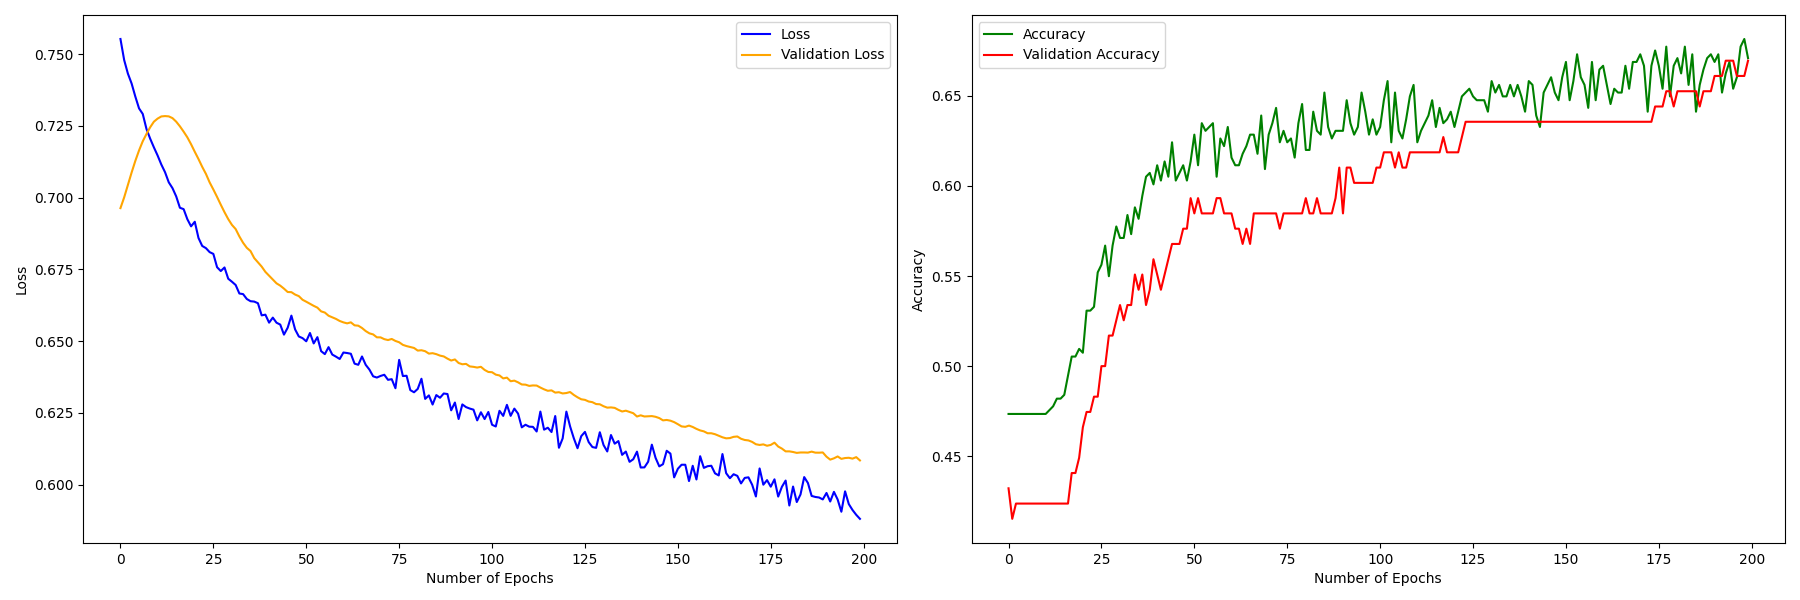 Loss
Validation Loss
0.750
0.725
0.700
0.675
0.650
0.625
0.600
Loss
0 25 50 75 100 125 150 175 200
Number of Epochs
Accuracy
Validation Accuracy
0.65
0.60
0.55
0.50
0.45
Accuracy
0 25 50 75 100 125 150 175 200
Number of Epochs